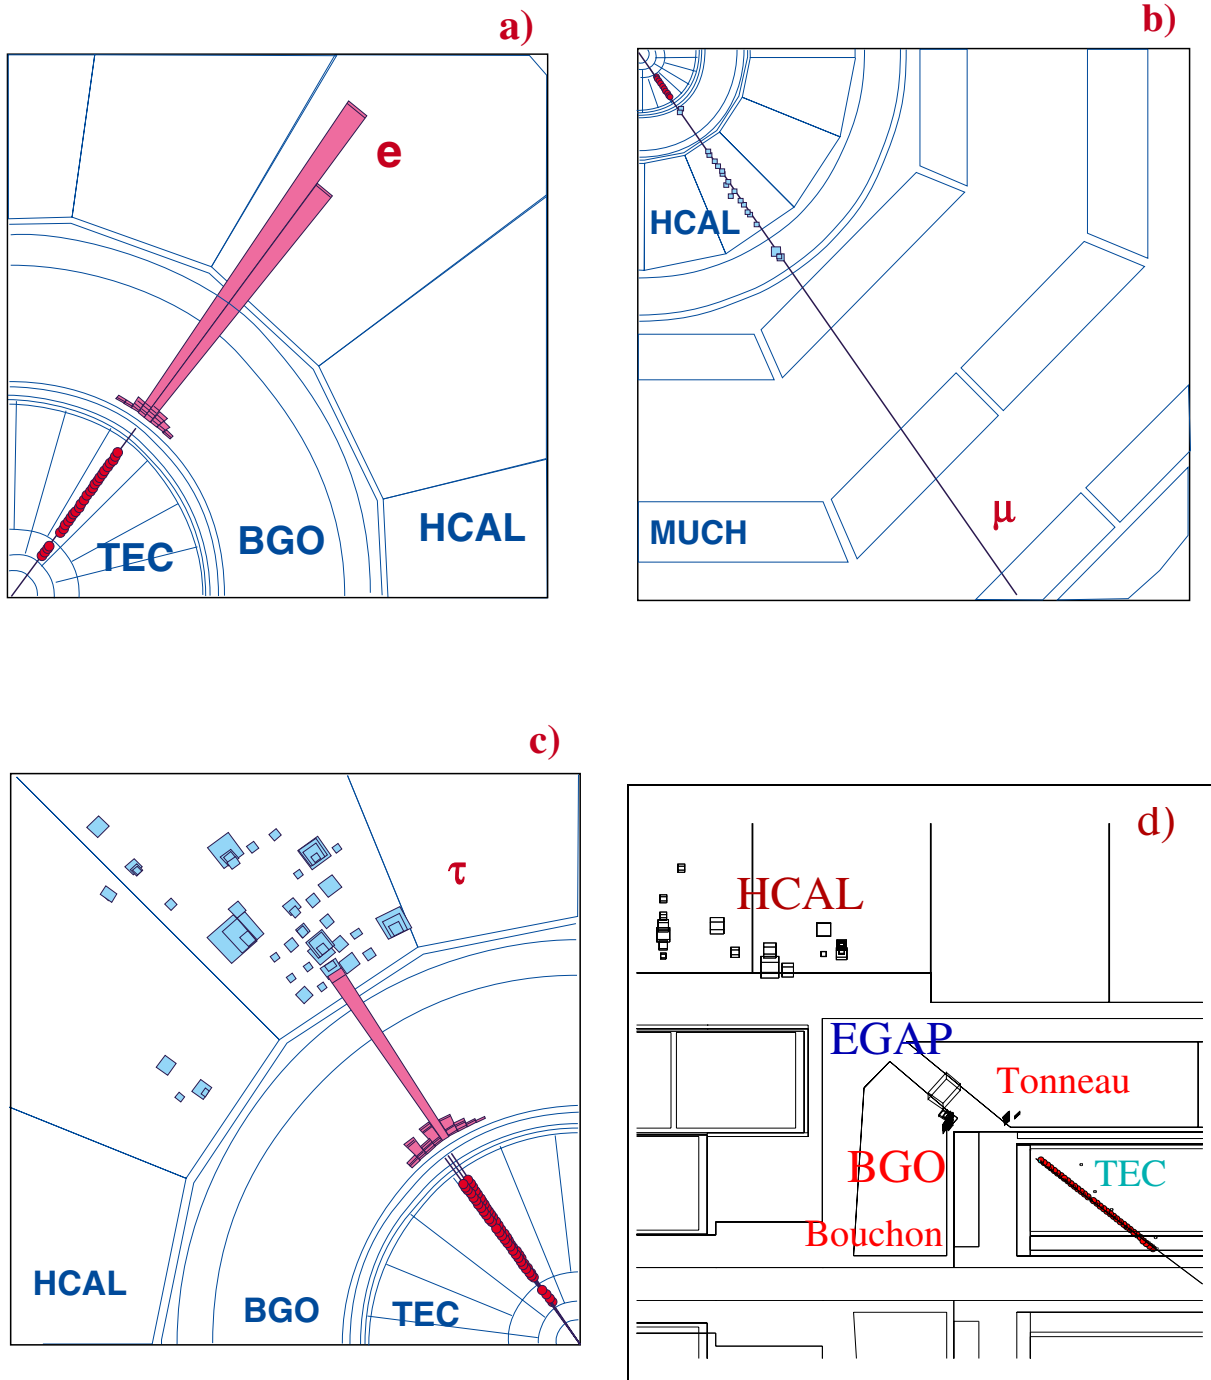 a)
e
TEC
BGO
HCAL
b)
HCAL
MUCH
μ
c)
τ
HCAL
BGO
TEC
d)
HCAL
EGAP
Tonneau
BGO
TEC
Bouchon